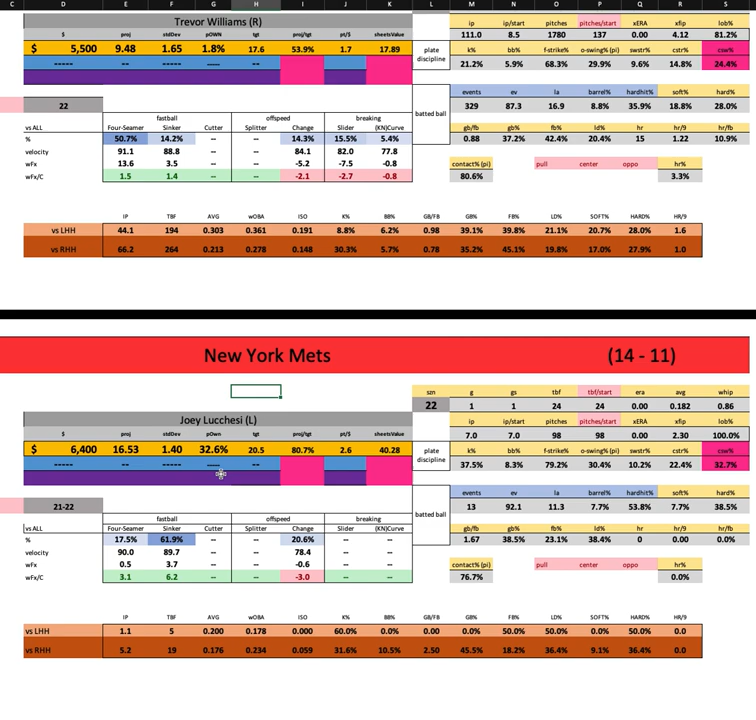 C D E F G H I J K L M N O P Q R S
Trevor Williams (R)
$ proj stdDev pOWN tgt proj/tgt pt/$ sheetsValue
$ 5,500 9.48 1.65 1.8% 17.6 53.9% 1.7 17.89
----- -- ----- ___ --
ip ip/start pitches pitches/start xERA xfip lob%
111.0 8.5 1780 137 0.00 4.12 81.2%
plate discipline
k% bb% f-strike% o-swing% (pi) swstr% cstr% csw%
21.2% 5.9% 68.3% 29.9% 9.6% 14.8% 24.4%
22
batted ball
events ev la barrel% hardhit% soft% hard%
329 87.3 16.9 8.8% 35.9% 18.8% 28.0%
gb/fb gb% fb% ld% hr hr/9 hr/fb
0.88 37.2% 42.4% 20.4% 15 1.22 10.9%
contact% (pi) pull center oppo hr%
80.6% 3.3%
fastball offspeed breaking
vs ALL Four-Seamer Sinker Cutter Splitter Change Slider (KN)Curve
% 50.7% 14.2% -- -- 14.3% 15.5% 5.4%
velocity 91.1 88.8 -- -- 84.1 82.0 77.8
wFx 13.6 3.5 -- -- -5.2 -7.5 -0.8
wFx/C 1.5 1.4 -- -- -2.1 -2.7 -0.8
IP TBF AVG wOBA ISO K% BB% GB/FB GB% FB% LD% SOFT% HARD% HR/9
vs LHH 44.1 194 0.303 0.361 0.191 8.8% 6.2% 0.98 39.1% 39.8% 21.1% 20.7% 28.0% 1.6
vs RHH 66.2 264 0.213 0.278 0.148 30.3% 5.7% 0.78 35.2% 45.1% 19.8% 17.0% 27.9% 1.0
New York Mets (14 - 11)
szn g gs tbf tbf/start era avg whip
22 1 1 24 24 0.00 0.182 0.86
Joey Lucchesi (L)
$ proj stdDev pOwn tgt proj/tgt pt/$ sheetsValue
$ 6,400 16.53 1.40 32.6% 20.5 80.7% 2.6 40.28
----- -- ----- ___ --
ip ip/start pitches pitches/start xERA xfip lob%
7.0 7.0 98 98 0.00 2.30 100.0%
plate discipline
k% bb% f-strike% o-swing% (pi) swstr% cstr% csw%
37.5% 8.3% 79.2% 30.4% 10.2% 22.4% 32.7%
21-22
batted ball
events ev la barrel% hardhit% soft% hard%
13 92.1 11.3 7.7% 53.8% 7.7% 38.5%
gb/fb gb% fb% ld% hr hr/9 hr/fb
1.67 38.5% 23.1% 38.4% 0 0.00 0.0%
contact% (pi) pull center oppo hr%
76.7% 0.0%
fastball offspeed breaking
vs ALL Four-Seamer Sinker Cutter Splitter Change Slider (KN)Curve
% 17.5% 61.9% -- -- 20.6% -- --
velocity 90.0 89.7 -- -- 78.4 -- --
wFx 0.5 3.7 -- -- -0.6 -- --
wFx/C 3.1 6.2 -- -- -3.0 -- --
IP TBF AVG wOBA ISO K% BB% GB/FB GB% FB% LD% SOFT% HARD% HR/9
vs LHH 1.1 5 0.200 0.178 0.000 60.0% 0.0% 0.00 0.0% 50.0% 50.0% 0.0% 50.0% 0.0
vs RHH 5.2 19 0.176 0.234 0.059 31.6% 10.5% 2.50 45.5% 18.2% 36.4% 9.1% 36.4% 0.0